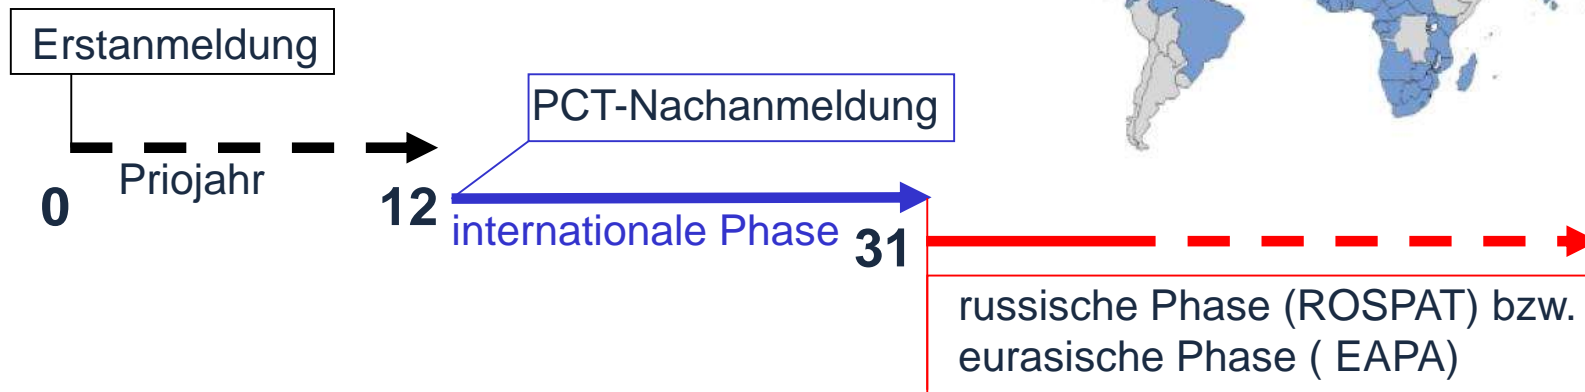 Erstanmeldung
PCT-Nachanmeldung
Priojahr
0
12
internationale Phase
31
russische Phase (ROSPAT) bzw.
eurasische Phase ( EAPA)